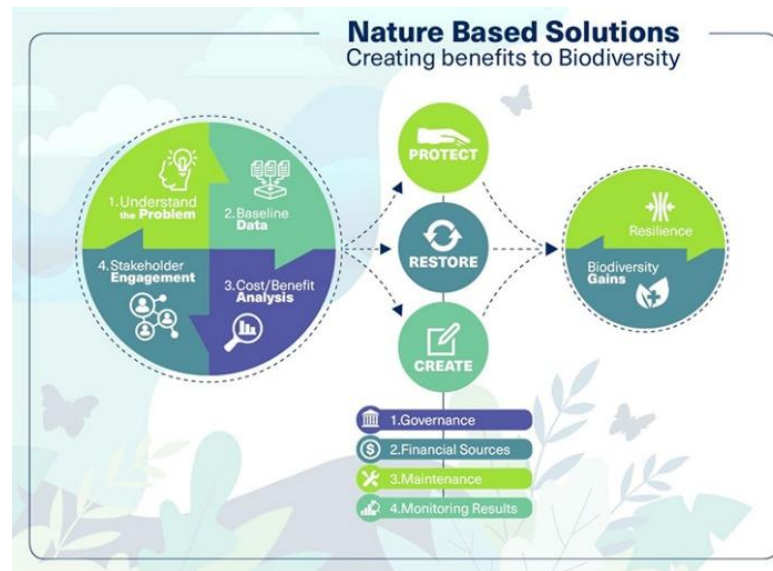 Nature Based Solutions
Creating benefits to Biodiversity
1.Understand
the Problem
2.Baseline
Data
3.Cost/Benefit
Analysis
4.Stakeholder
Engagement
PROTECT
RESTORE
CREATE
1.Governance
2.Financial Sources
3.Maintenance
4.Monitoring Results
Resilience
Biodiversity
Gains